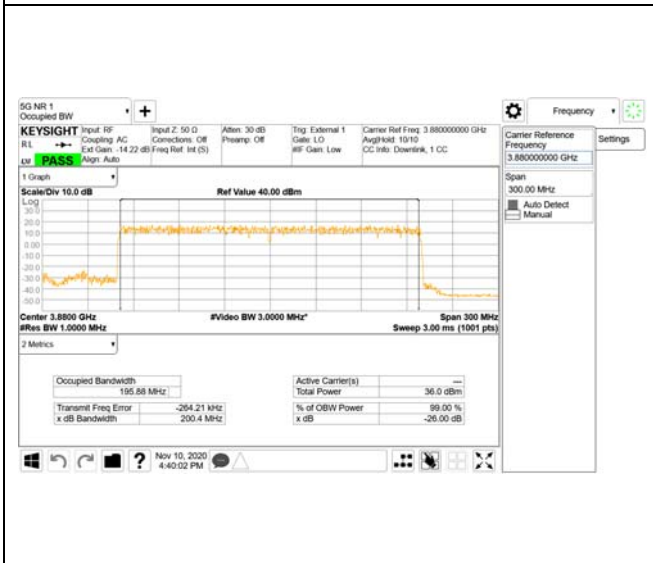 5G NR 1
Occupied BW
+
Frequency
KEYSIGHT
RL
PASS
Input: RF
Coupling: AC
Ext Gain: -14.22 dB
Align: Auto
Input Z: 50 Ω
Corrections: Off
Freq Ref: Int (S)
Atten: 30 dB
Preamp: Off
Trig: External 1
Gate: LO
#IF Gain: Low
Carrier Ref Freq: 3.880000000 GHz
Avg|Hold: 10/10
CC Info: Downlink, 1 CC
Carrier Reference
Frequency
3.880000000 GHz
Settings
Span
300.00 MHz
Auto Detect
Manual
1 Graph
Scale/Div 10.0 dB
Ref Value 40.00 dBm
Log
30.0
20.0
10.0
0.00
-10.0
-20.0
-30.0
-40.0
-50.0
Center 3.8800 GHz
#Video BW 3.0000 MHz*
Span 300 MHz
#Res BW 1.0000 MHz
Sweep 3.00 ms (1001 pts)
2 Metrics
Occupied Bandwidth
195.88 MHz
Active Carrier(s) ---
Total Power 36.0 dBm
Transmit Freq Error -264.21 kHz
% of OBW Power 99.00 %
x dB Bandwidth 200.4 MHz
x dB -26.00 dB
?
Nov 10, 2020
4:40:02 PM